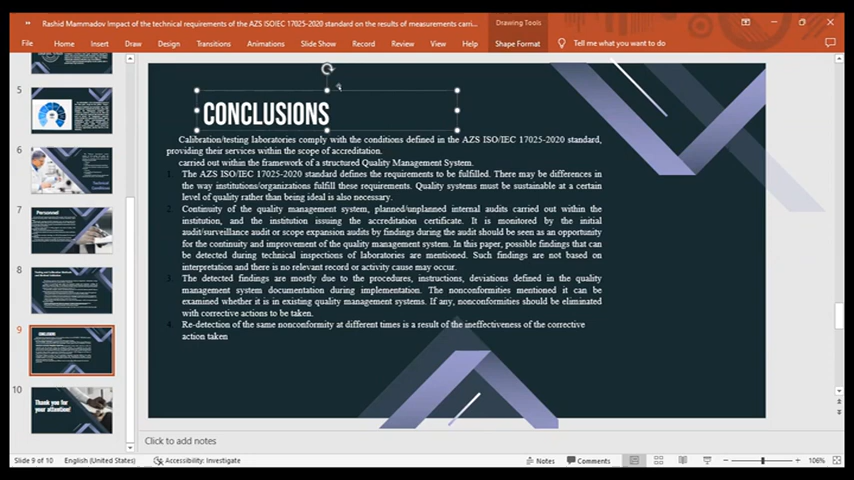 Rashid Mammadov Impact of the technical requirements of the AZS ISOIEC 17025-2020 standard on the results of measurements carri...
Drawing Tools
File Home Insert Draw Design Transitions Animations Slide Show Record Review View Help Shape Format Tell me what you want to do
5
6
7
Personnel
8
9
CONCLUSIONS
10
Thank you for
your attention!
CONCLUSIONS
Calibration/testing laboratories comply with the conditions defined in the AZS ISO/IEC 17025-2020 standard,
providing their services within the scope of accreditation.
carried out within the framework of a structured Quality Management System.
1. The AZS ISO/IEC 17025-2020 standard defines the requirements to be fulfilled. There may be differences in
the way institutions/organizations fulfill these requirements. Quality systems must be sustainable at a certain
level of quality rather than being ideal is also necessary.
2. Continuity of the quality management system, planned/unplanned internal audits carried out within the
institution, and the institution issuing the accreditation certificate. It is monitored by the initial
audit/surveillance audit or scope expansion audits by findings during the audit should be seen as an opportunity
for the continuity and improvement of the quality management system. In this paper, possible findings that can
be detected during technical inspections of laboratories are mentioned. Such findings are not based on
interpretation and there is no relevant record or activity cause may occur.
3. The detected findings are mostly due to the procedures, instructions, deviations defined in the quality
management system documentation during implementation. The nonconformities mentioned it can be
examined whether it is in existing quality management systems. If any, nonconformities should be eliminated
with corrective actions to be taken.
4. Re-detection of the same nonconformity at different times is a result of the ineffectiveness of the corrective
action taken
Click to add notes
Slide 9 of 10 English (United States) Accessibility: Investigate Notes Comments 106%